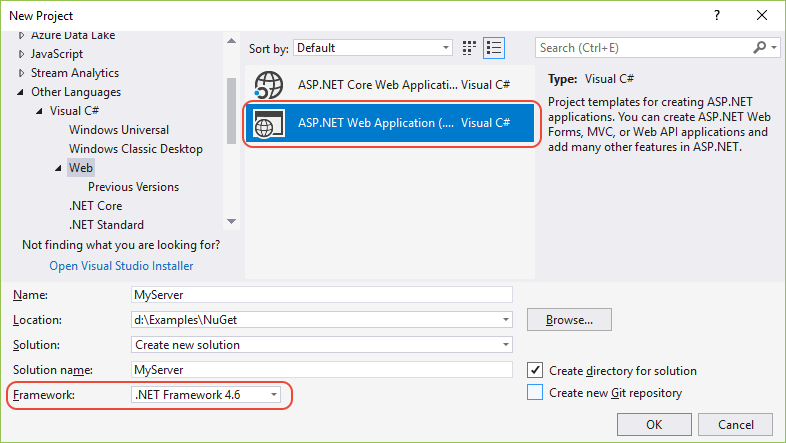 New Project
Azure Data Lake
JavaScript
Stream Analytics
Other Languages
Visual C#
Windows Universal
Windows Classic Desktop
Web
Previous Versions
.NET Core
.NET Standard
Not finding what you are looking for?
Open Visual Studio Installer
Sort by: Default
ASP.NET Core Web Applicati... Visual C#
ASP.NET Web Application (.... Visual C#
Search (Ctrl+E)
Type: Visual C#
Project templates for creating ASP.NET
applications. You can create ASP.NET Web
Forms, MVC, or Web API applications and
add many other features in ASP.NET.
Name: MyServer
Location: d:\Examples\NuGet
Browse...
Solution: Create new solution
Solution name: MyServer
Create directory for solution
Framework: .NET Framework 4.6
Create new Git repository
OK
Cancel